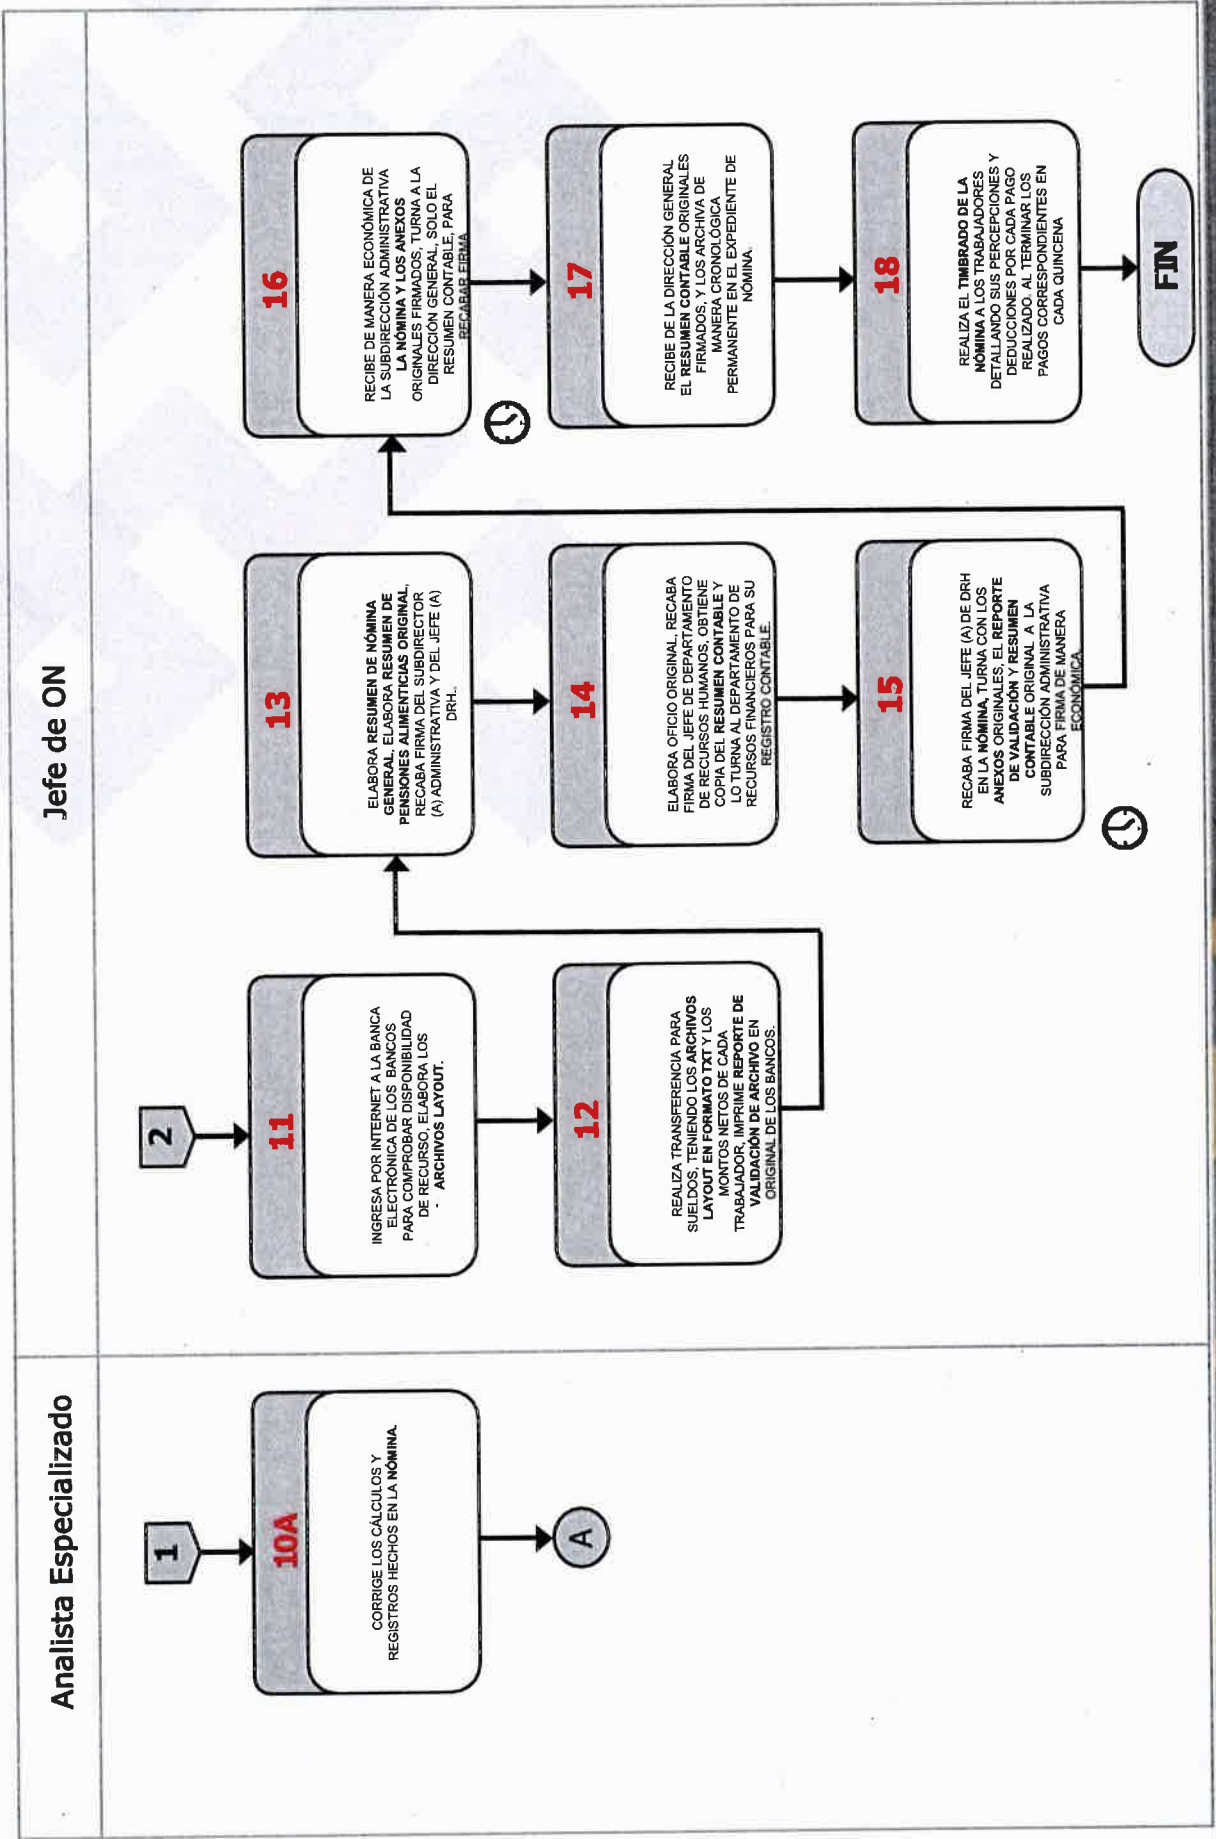 Analista Especializado
Jefe de ON
1
10A
CORRIGE LOS CÁLCULOS Y
REGISTROS HECHOS EN LA NÓMINA.
A
2
11
INGRESA POR INTERNET A LA BANCA
ELECTRÓNICA DE LOS BANCOS
PARA COMPROBAR DISPONIBILIDAD
DE RECURSO, ELABORA LOS
- ARCHIVOS LAYOUT.
12
REALIZA TRANSFERENCIA PARA
SUELDOS, TENIENDO LOS ARCHIVOS
LAYOUT EN FORMATO TXT Y LOS
MONTOS NETOS DE CADA
TRABAJADOR, IMPRIME REPORTE DE
VALIDACIÓN DE ARCHIVO EN
ORIGINAL DE LOS BANCOS.
13
ELABORA RESUMEN DE NÓMINA
GENERAL, ELABORA RESUMEN DE
PENSIONES ALIMENTICIAS ORIGINAL,
RECABA FIRMA DEL SUBDIRECTOR
(A) ADMINISTRATIVA Y DEL JEFE (A)
DRH.
14
ELABORA OFICIO ORIGINAL, RECABA
FIRMA DEL JEFE DE DEPARTAMENTO
DE RECURSOS HUMANOS, OBTIENE
COPIA DEL RESUMEN CONTABLE Y
LO TURNA AL DEPARTAMENTO DE
RECURSOS FINANCIEROS PARA SU
REGISTRO CONTABLE.
15
RECABA FIRMA DEL JEFE (A) DE DRH
EN LA NÓMINA, TURNA CON LOS
ANEXOS ORIGINALES, EL REPORTE
DE VALIDACIÓN Y RESUMEN
CONTABLE ORIGINAL A LA
SUBDIRECCIÓN ADMINISTRATIVA
PARA FIRMA DE MANERA
ECONÓMICA.
16
RECIBE DE MANERA ECONÓMICA DE
LA SUBDIRECCIÓN ADMINISTRATIVA
LA NÓMINA Y LOS ANEXOS
ORIGINALES FIRMADOS, TURNA A LA
DIRECCIÓN GENERAL, SOLO EL
RESUMEN CONTABLE, PARA
RECABAR FIRMA
17
RECIBE DE LA DIRECCIÓN GENERAL
EL RESUMEN CONTABLE ORIGINALES
FIRMADOS, Y LOS ARCHIVA DE
MANERA CRONOLÓGICA
PERMANENTE EN EL EXPEDIENTE DE
NÓMINA.
18
REALIZA EL TIMBRADO DE LA
NÓMINA A LOS TRABAJADORES
DETALLANDO SUS PERCEPCIONES Y
DEDUCCIONES POR CADA PAGO
REALIZADO. AL TERMINAR LOS
PAGOS CORRESPONDIENTES EN
CADA QUINCENA
FIN